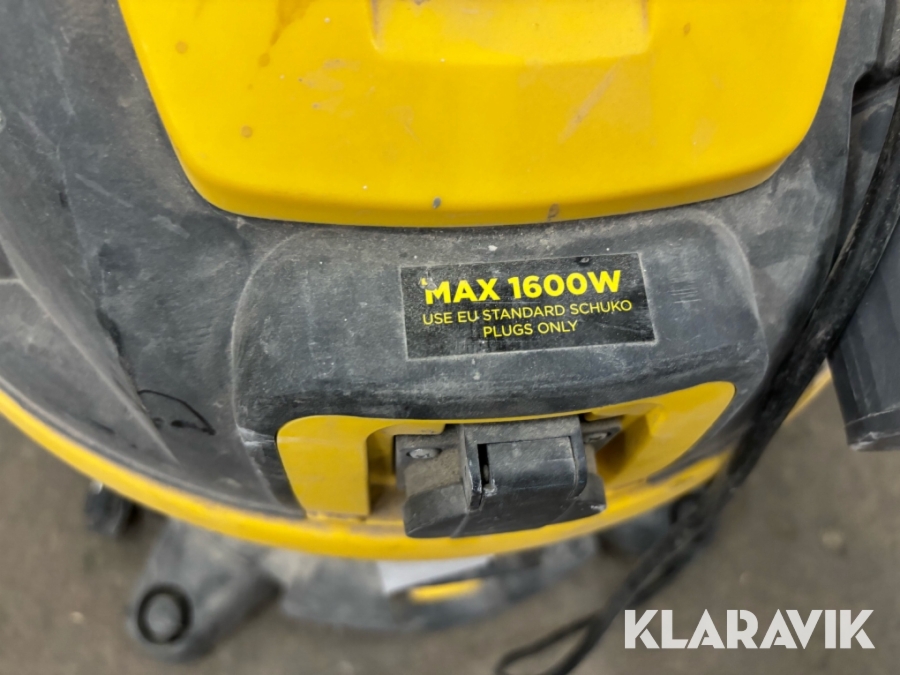 MAX 1600W
USE EU STANDARD SCHUKO
PLUGS ONLY
KLARAVIK